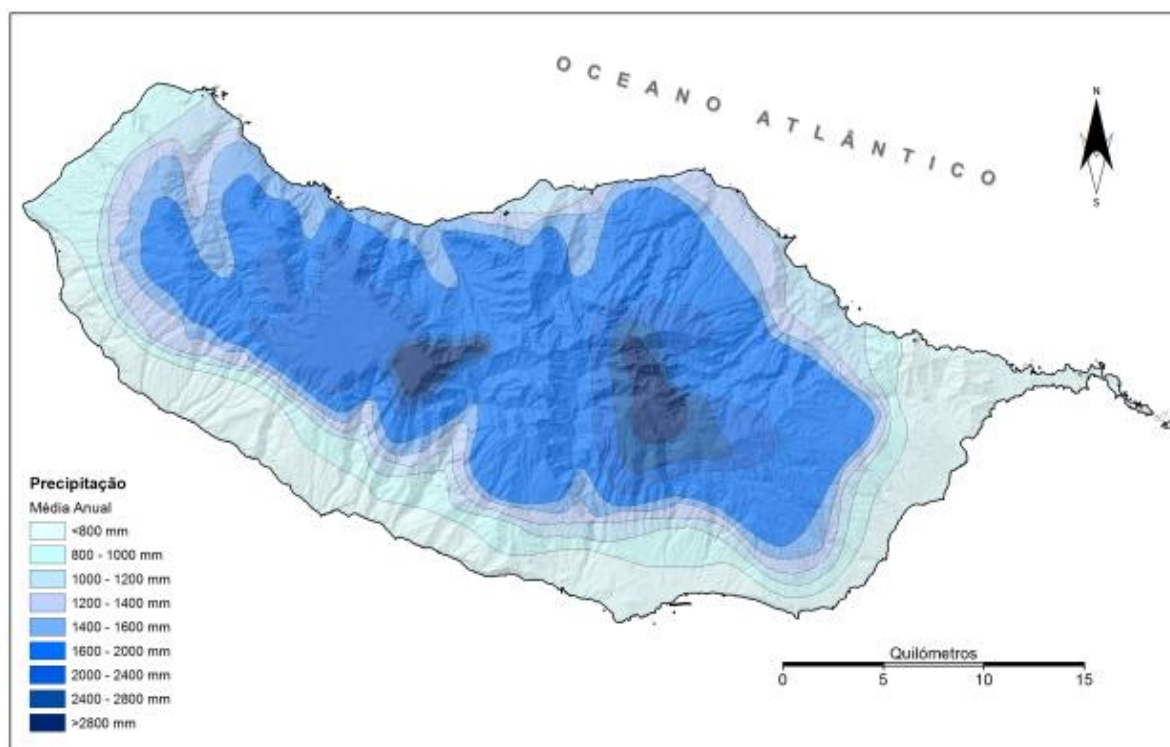 OCEANO ATLÂNTICO
N
S
Precipitação
Média Anual
<800 mm
800 - 1000 mm
1000 - 1200 mm
1200 - 1400 mm
1400 - 1600 mm
1600 - 2000 mm
2000 - 2400 mm
2400 - 2800 mm
>2800 mm
Quilómetros
0 5 10 15